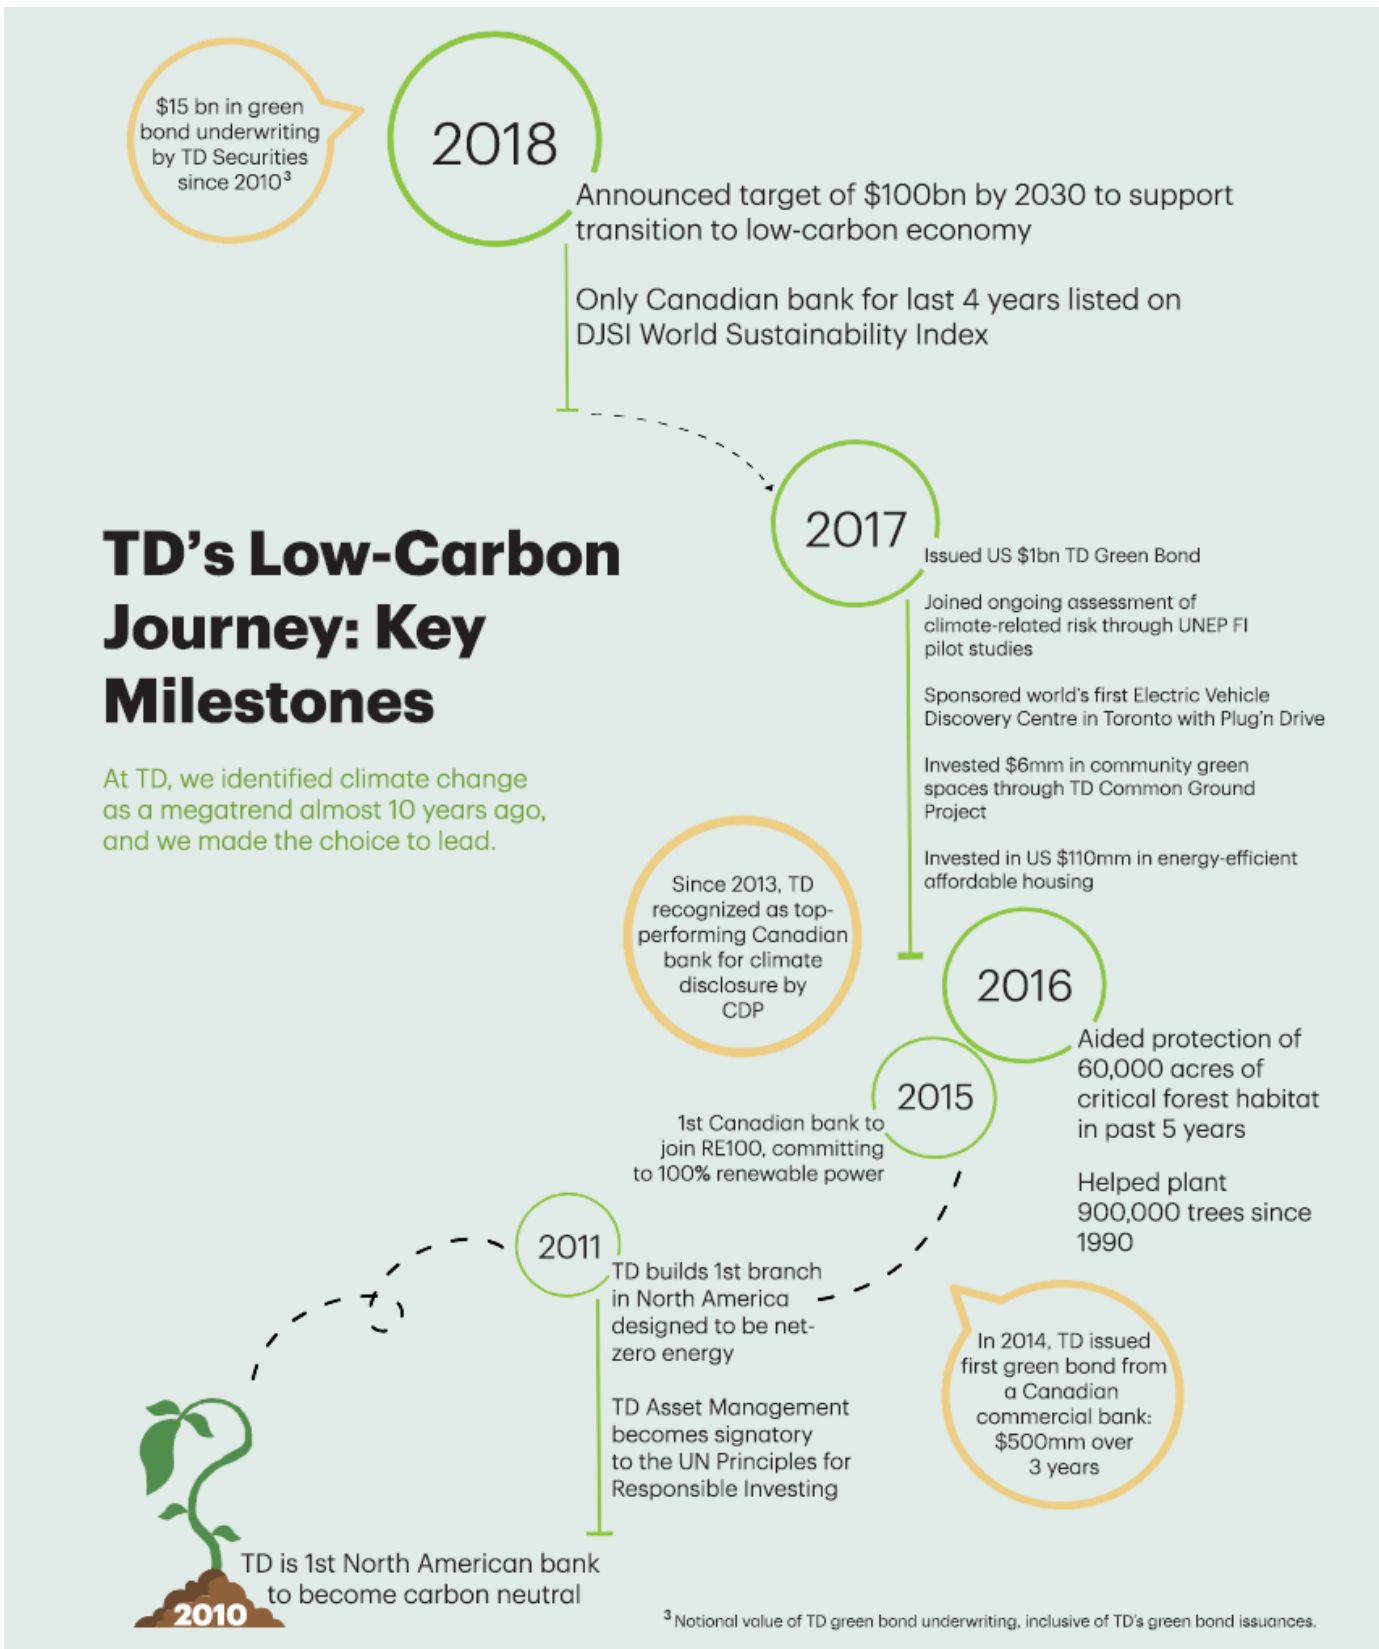 $15 bn in green
bond underwriting
by TD Securities
since 2010³
2018
Announced target of $100bn by 2030 to support
transition to low-carbon economy
Only Canadian bank for last 4 years listed on
DJSI World Sustainability Index
TD's Low-Carbon
Journey: Key
Milestones
At TD, we identified climate change
as a megatrend almost 10 years ago,
and we made the choice to lead.
2017
Issued US $1bn TD Green Bond
Joined ongoing assessment of
climate-related risk through UNEP FI
pilot studies
Sponsored world's first Electric Vehicle
Discovery Centre in Toronto with Plug'n Drive
Invested $6mm in community green
spaces through TD Common Ground
Project
Invested in US $110mm in energy-efficient
affordable housing
Since 2013, TD
recognized as top-
performing Canadian
bank for climate
disclosure by
CDP
2016
Aided protection of
60,000 acres of
critical forest habitat
in past 5 years
Helped plant
900,000 trees since
1990
2015
1st Canadian bank to
join RE100, committing
to 100% renewable power
In 2014, TD issued
first green bond from
a Canadian
commercial bank:
$500mm over
3 years
2011
TD builds 1st branch
in North America
designed to be net-
zero energy
TD Asset Management
becomes signatory
to the UN Principles for
Responsible Investing
TD is 1st North American bank
to become carbon neutral
2010
³ Notional value of TD green bond underwriting, inclusive of TD's green bond issuances.